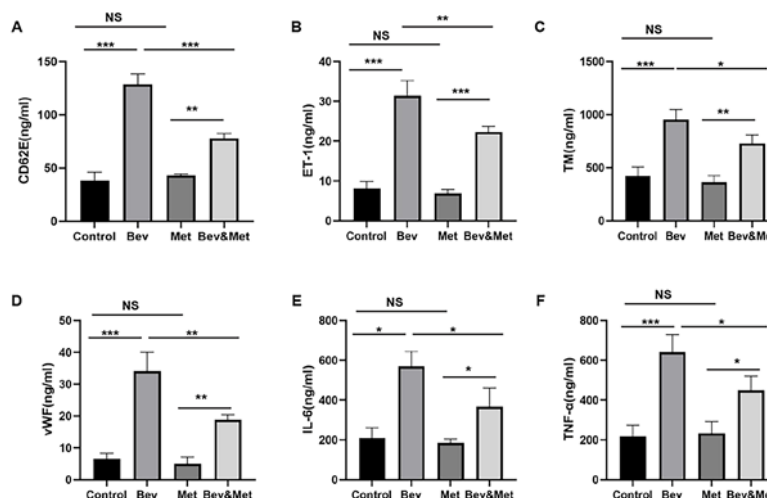 A
NS
***
***
**
CD62E(ng/ml)
150
100
50
0
Control Bev Met Bev&Met
B
NS
**
***
***
ET-1(ng/ml)
40
30
20
10
0
Control Bev Met Bev&Met
C
NS
***
*
**
TM(ng/ml)
1500
1000
500
0
Control Bev Met Bev&Me
D
NS
***
**
**
vWF(ng/ml)
50
40
30
20
10
0
Control Bev Met Bev&Met
E
NS
*
*
*
IL-6(ng/ml)
800
600
400
200
0
Control Bev Met Bev&Met
F
NS
***
*
*
TNF-α(ng/ml)
800
600
400
200
0
Control Bev Met Bev&Me